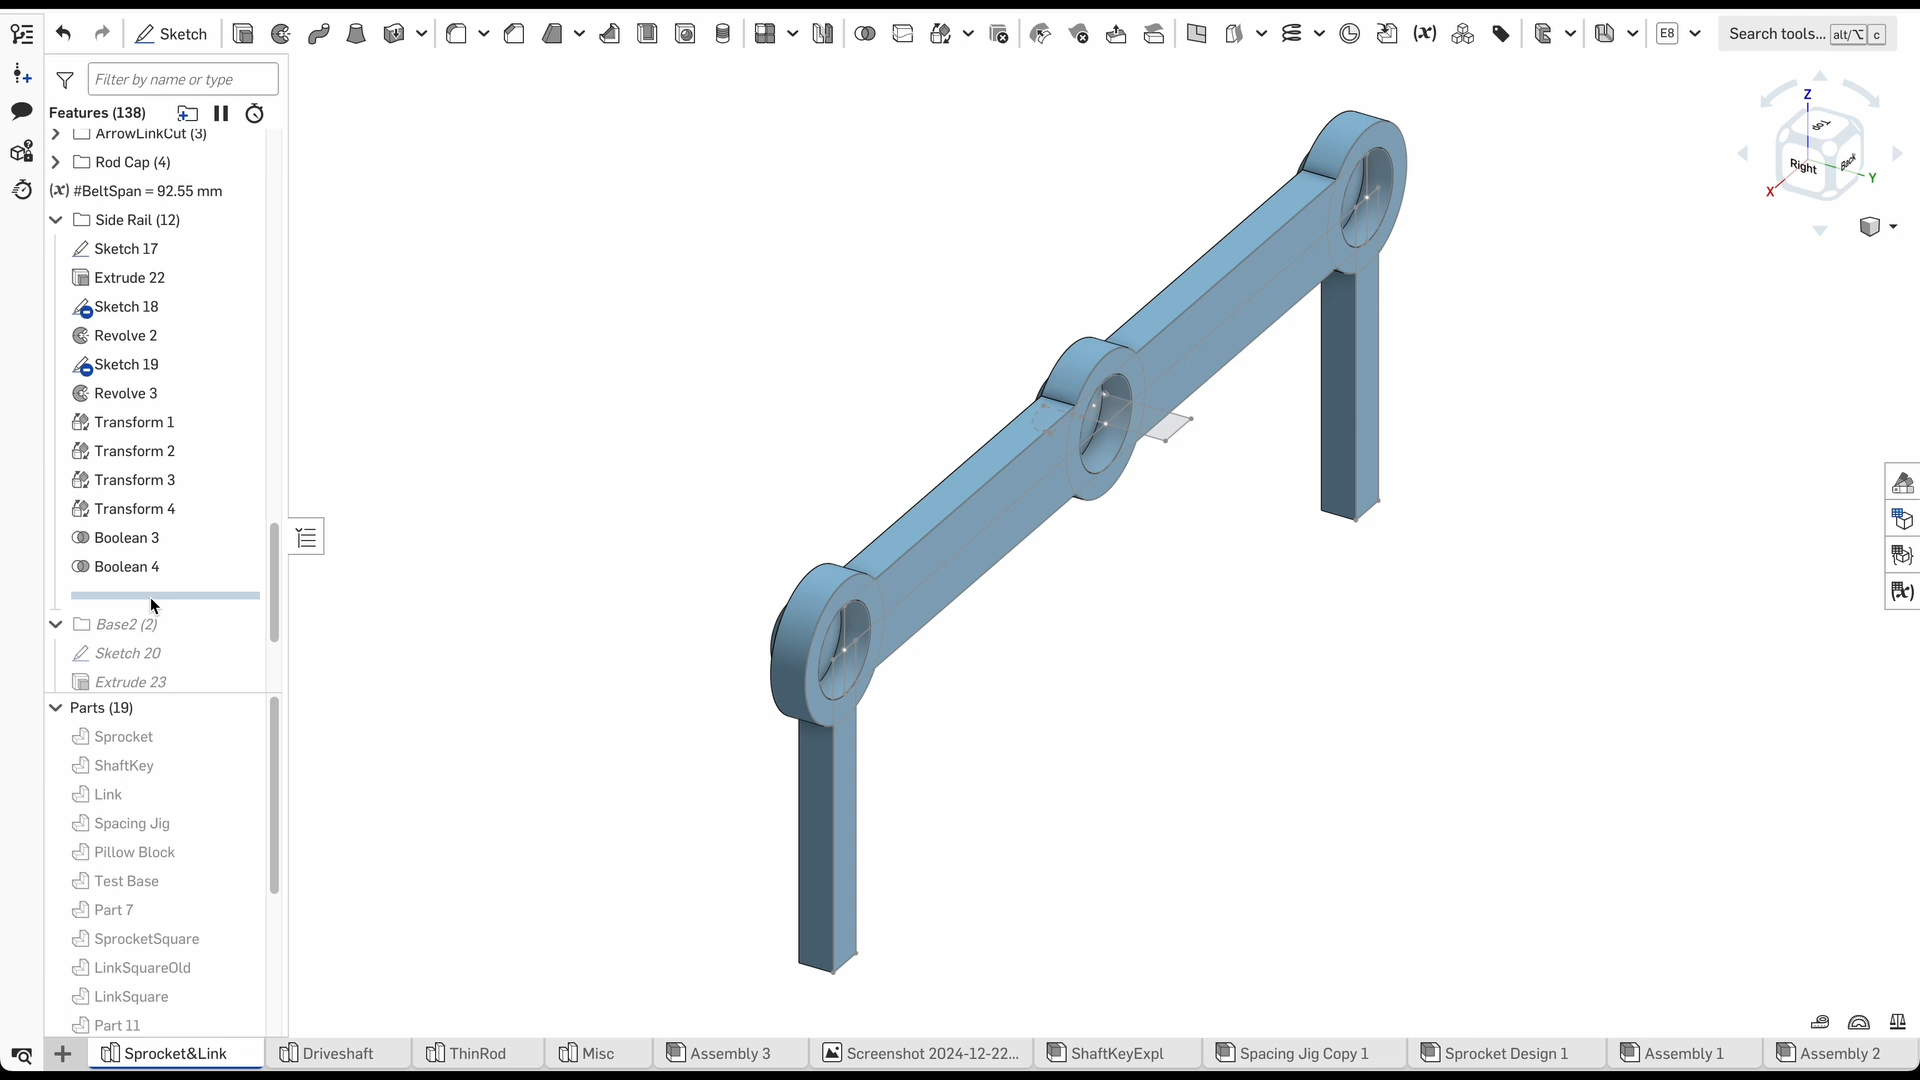 Sketch
E8
Search tools... alt/⌥ c
Filter by name or type
Features (138)
ArrowLinkCut (3)
Rod Cap (4)
(x) #BeltSpan = 92.55 mm
Side Rail (12)
Sketch 17
Extrude 22
Sketch 18
Revolve 2
Sketch 19
Revolve 3
Transform 1
Transform 2
Transform 3
Transform 4
Boolean 3
Boolean 4
Base2 (2)
Sketch 20
Extrude 23
Parts (19)
Sprocket
ShaftKey
Link
Spacing Jig
Pillow Block
Test Base
Part 7
SprocketSquare
LinkSquareOld
LinkSquare
Part 11
Z
Top
Right
Back
X
Y
Sprocket&Link
Driveshaft
ThinRod
Misc
Assembly 3
Screenshot 2024-12-22...
ShaftKeyExpl
Spacing Jig Copy 1
Sprocket Design 1
Assembly 1
Assembly 2